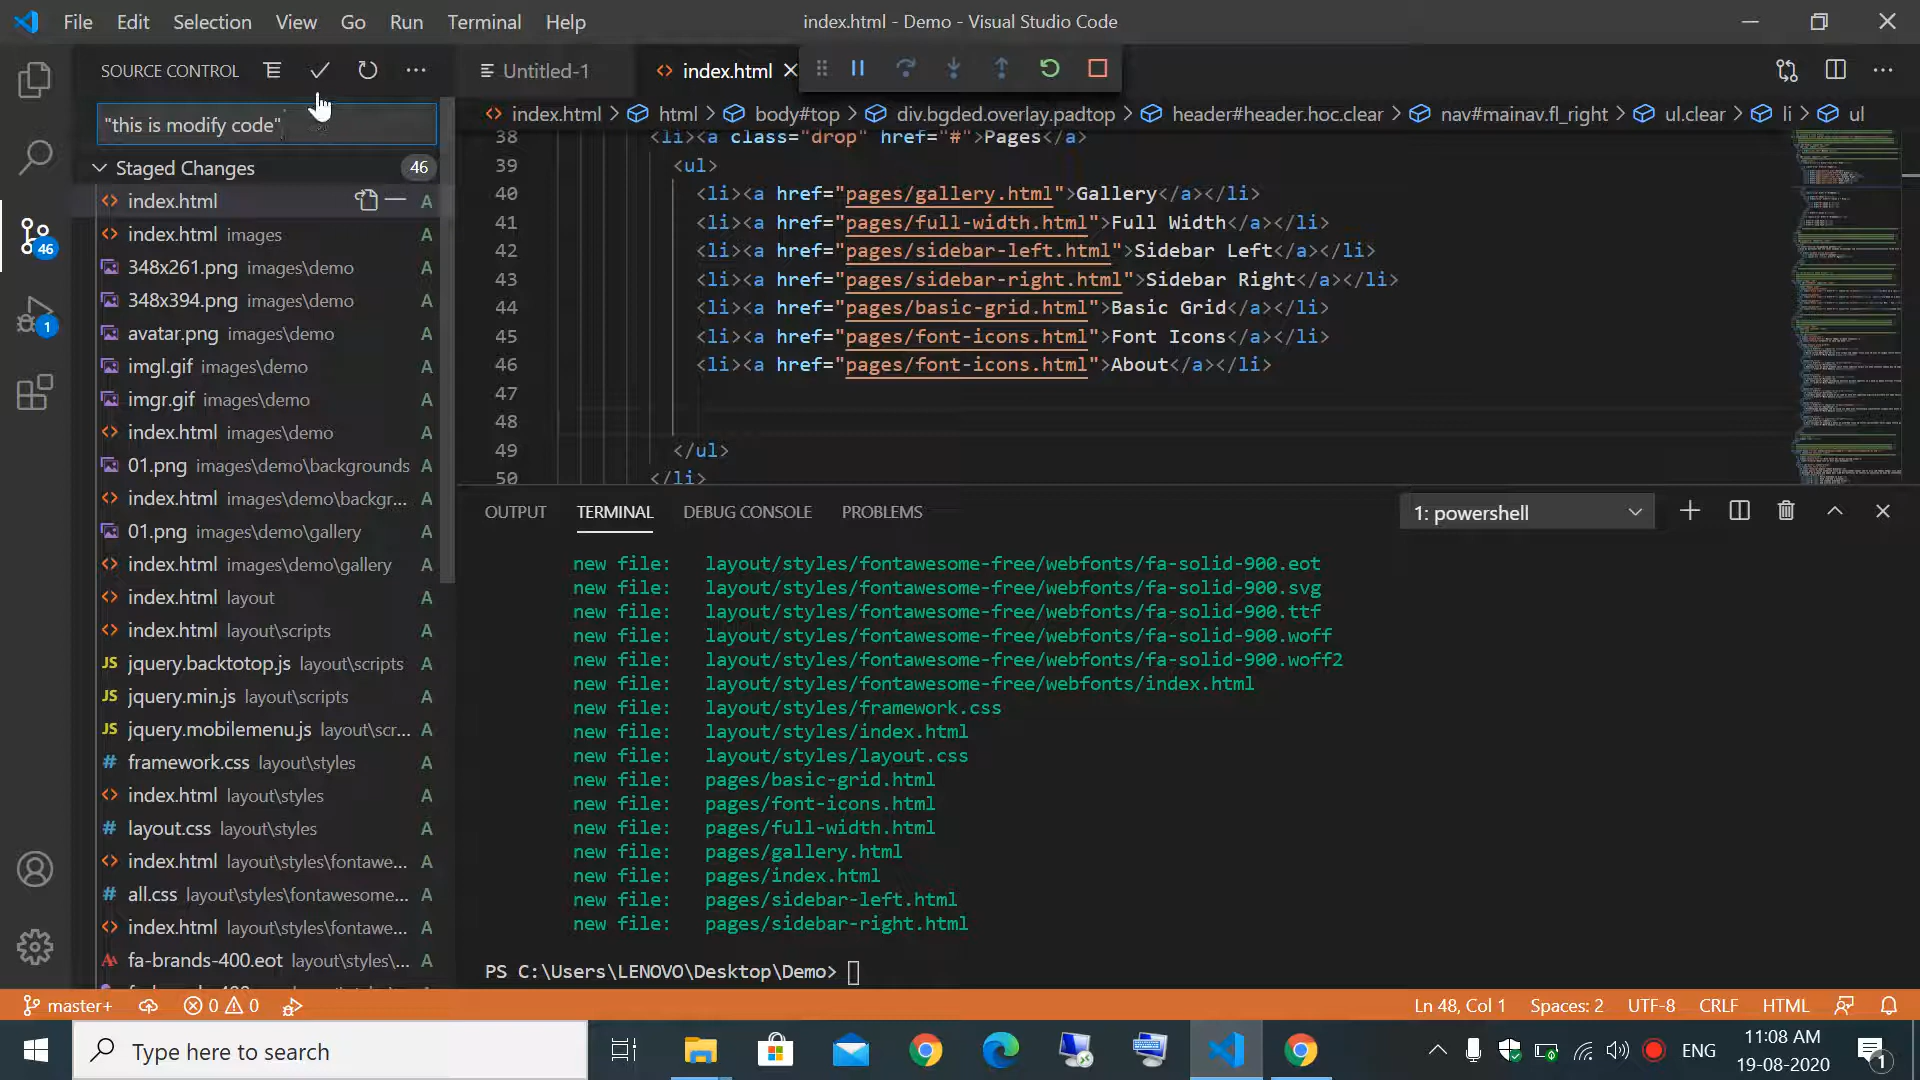 File Edit Selection View Go Run Terminal Help
index.html - Demo - Visual Studio Code
SOURCE CONTROL
"this is modify code"
Staged Changes 46
index.html A
index.html images A
348x261.png images\demo A
348x394.png images\demo A
avatar.png images\demo A
imgl.gif images\demo A
imgr.gif images\demo A
index.html images\demo A
01.png images\demo\backgrounds A
index.html images\demo\backgr... A
01.png images\demo\gallery A
index.html images\demo\gallery A
index.html layout A
index.html layout\scripts A
JS jquery.backtotop.js layout\scripts A
JS jquery.min.js layout\scripts A
JS jquery.mobilemenu.js layout\scr... A
# framework.css layout\styles A
index.html layout\styles A
# layout.css layout\styles A
index.html layout\styles\fontawe... A
# all.css layout\styles\fontawesome... A
index.html layout\styles\fontawe... A
fa-brands-400.eot layout\styles\... A
46
1
Untitled-1
index.html
index.html > html > body#top > div.bgded.overlay.padtop > header#header.hoc.clear > nav#mainav.fl_right > ul.clear > li > ul
38 <li><a class="drop" href="#">Pages</a>
39 <ul>
40 <li><a href="pages/gallery.html">Gallery</a></li>
41 <li><a href="pages/full-width.html">Full Width</a></li>
42 <li><a href="pages/sidebar-left.html">Sidebar Left</a></li>
43 <li><a href="pages/sidebar-right.html">Sidebar Right</a></li>
44 <li><a href="pages/basic-grid.html">Basic Grid</a></li>
45 <li><a href="pages/font-icons.html">Font Icons</a></li>
46 <li><a href="pages/font-icons.html">About</a></li>
47
48
49 </ul>
50 </li>
OUTPUT TERMINAL DEBUG CONSOLE PROBLEMS
1: powershell
new file: layout/styles/fontawesome-free/webfonts/fa-solid-900.eot
new file: layout/styles/fontawesome-free/webfonts/fa-solid-900.svg
new file: layout/styles/fontawesome-free/webfonts/fa-solid-900.ttf
new file: layout/styles/fontawesome-free/webfonts/fa-solid-900.woff
new file: layout/styles/fontawesome-free/webfonts/fa-solid-900.woff2
new file: layout/styles/fontawesome-free/webfonts/index.html
new file: layout/styles/framework.css
new file: layout/styles/index.html
new file: layout/styles/layout.css
new file: pages/basic-grid.html
new file: pages/font-icons.html
new file: pages/full-width.html
new file: pages/gallery.html
new file: pages/index.html
new file: pages/sidebar-left.html
new file: pages/sidebar-right.html
PS C:\Users\LENOVO\Desktop\Demo>
master+ 0 0
Ln 48, Col 1 Spaces: 2 UTF-8 CRLF HTML
Type here to search
ENG
11:08 AM
19-08-2020
1